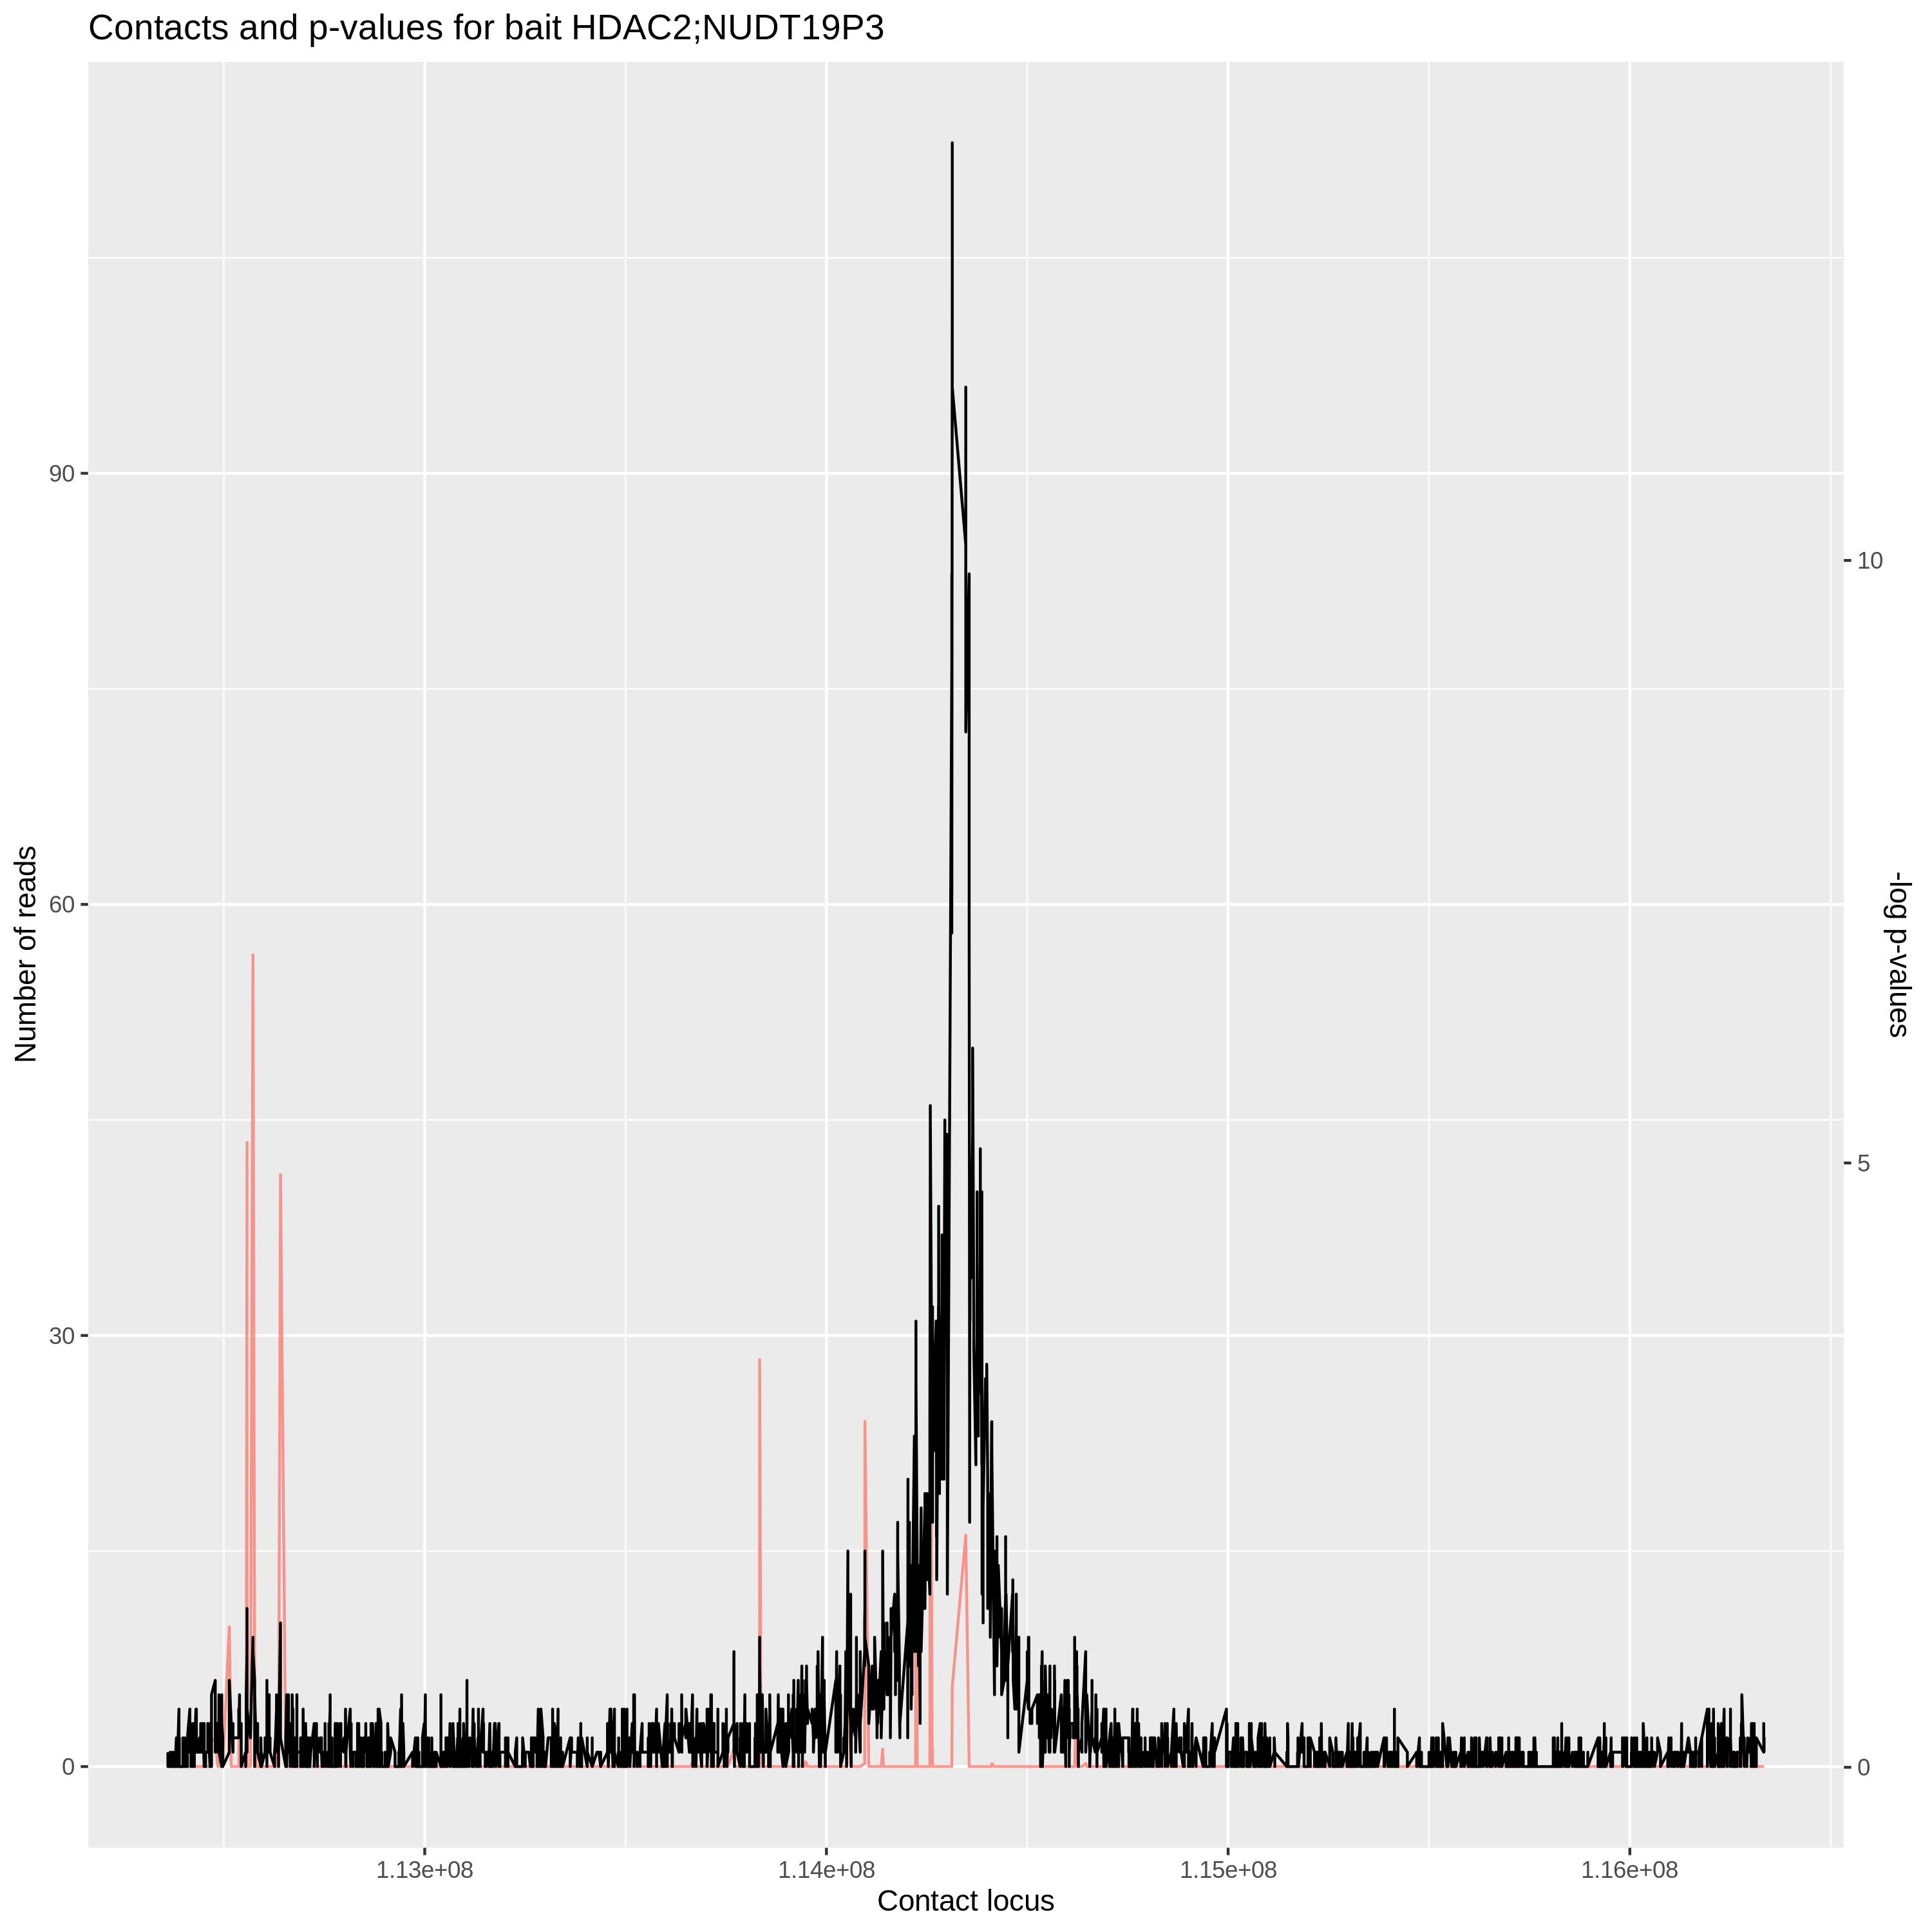 Contacts and p-values for bait HDAC2;NUDT19P3
90
60
30
0
Number of reads
10
5
0
-log p-values
1.13e+08
1.14e+08
1.15e+08
1.16e+08
Contact locus